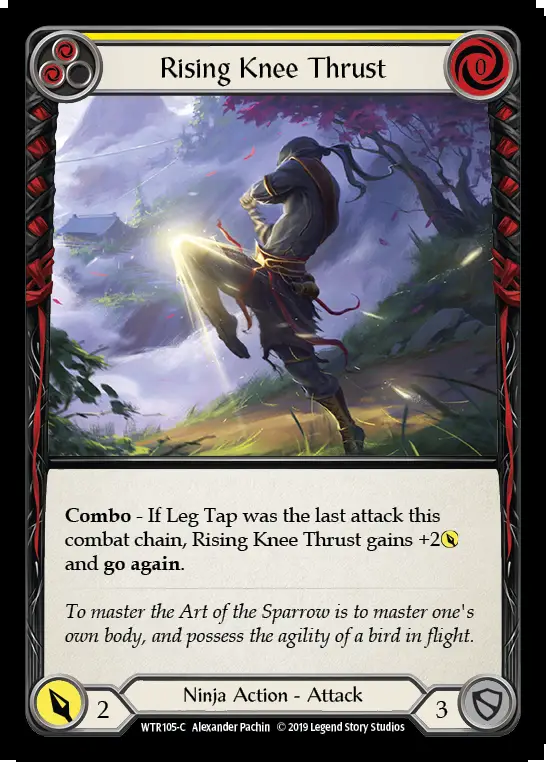 Rising Knee Thrust
0
Combo - If Leg Tap was the last attack this
combat chain, Rising Knee Thrust gains +2
and go again.
To master the Art of the Sparrow is to master one's
own body, and possess the agility of a bird in flight.
2
Ninja Action - Attack
3
WTR105-C Alexander Pachin © 2019 Legend Story Studios